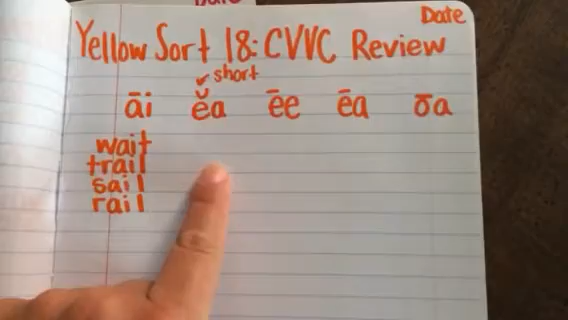 Date
Date
Yellow Sort 18: CVVC Review
short
āi ĕa ēe ēa ōa
wait
trail
sail
rail